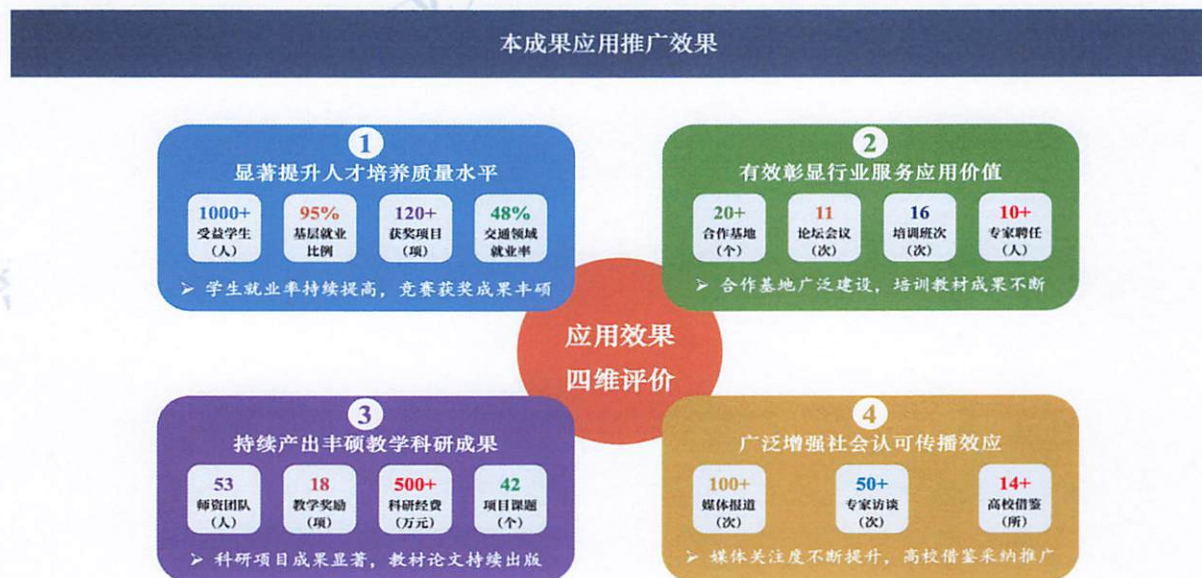 本成果应用推广效果
1
显著提升人才培养质量水平
1000+
受益学生
(人)
95%
基层就业
比例
120+
获奖项目
(项)
48%
交通领域
就业率
➢ 学生就业率持续提高，竞赛获奖成果丰硕
2
有效彰显行业服务应用价值
20+
合作基地
(个)
11
论坛会议
(次)
16
培训班次
(次)
10+
专家聘任
(人)
➢ 合作基地广泛建设，培训教材成果不断
应用效果
四维评价
3
持续产出丰硕教学科研成果
53
师资团队
(人)
18
教学奖励
(项)
500+
科研经费
(万元)
42
项目课题
(个)
➢ 科研项目成果显著，教材论文持续出版
4
广泛增强社会认可传播效应
100+
媒体报道
(次)
50+
专家访谈
(次)
14+
高校借鉴
(所)
➢ 媒体关注度不断提升，高校借鉴采纳推广